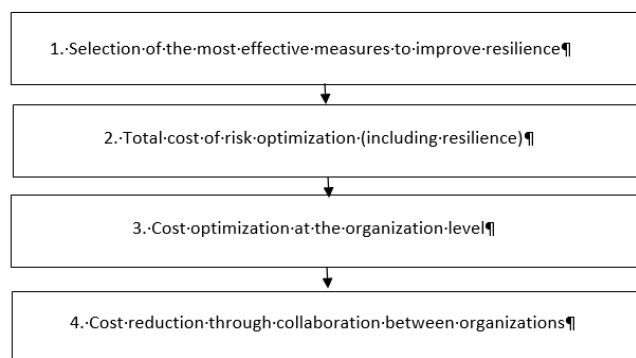 1. Selection of the most effective measures to improve resilience¶
2. Total cost of risk optimization (including resilience)¶
3. Cost optimization at the organization level¶
4. Cost reduction through collaboration between organizations¶